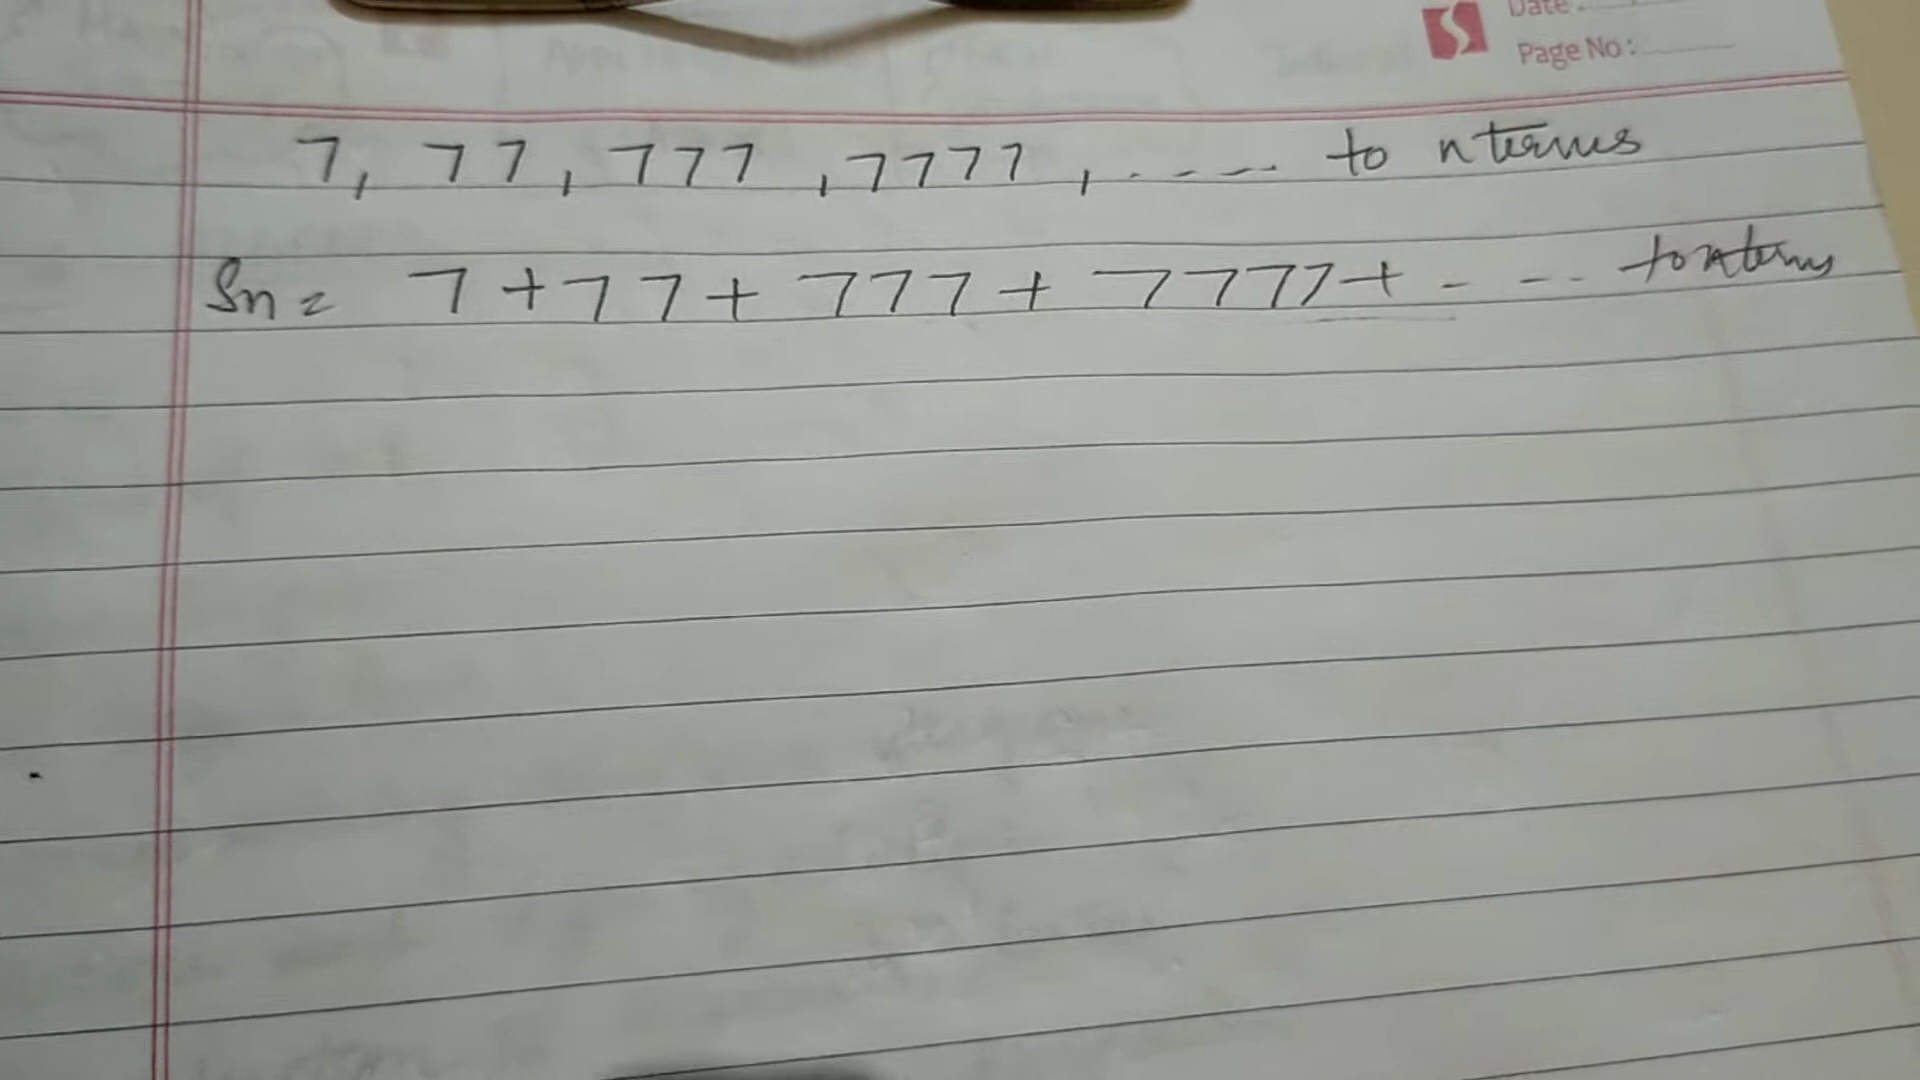 Date
Page No:
7, 77, 777, 7777, ---- to n terms
Sn = 7+77+ 777+ 7777+ - -- to n terms